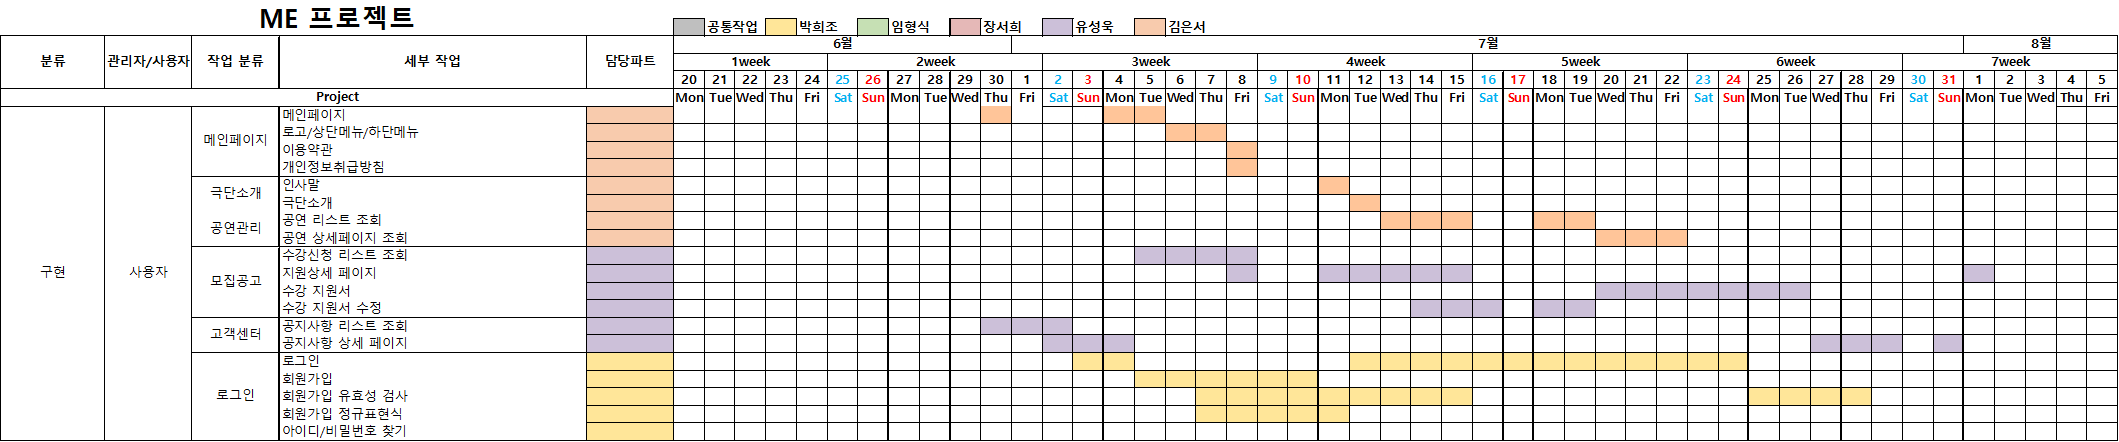 ME 프로젝트
공통작업 박희조 임형식 장서희 유성욱 김은서
분류 관리자/사용자 작업 분류 세부 작업 담당파트 6월 7월 8월
1week 2week 3week 4week 5week 6week 7week
20 21 22 23 24 25 26 27 28 29 30 1 2 3 4 5 6 7 8 9 10 11 12 13 14 15 16 17 18 19 20 21 22 23 24 25 26 27 28 29 30 31 1 2 3 4 5
Project Mon Tue Wed Thu Fri Sat Sun Mon Tue Wed Thu Fri Sat Sun Mon Tue Wed Thu Fri Sat Sun Mon Tue Wed Thu Fri Sat Sun Mon Tue Wed Thu Fri Sat Sun Mon Tue Wed Thu Fri Sat Sun Mon Tue Wed Thu Fri
구현
사용자
메인페이지
메인페이지
로고/상단메뉴/하단메뉴
이용약관
개인정보취급방침
극단소개
인사말
극단소개
공연관리
공연 리스트 조회
공연 상세페이지 조회
모집공고
수강신청 리스트 조회
지원상세 페이지
수강 지원서
수강 지원서 수정
고객센터
공지사항 리스트 조회
공지사항 상세 페이지
로그인
로그인
회원가입
회원가입 유효성 검사
회원가입 정규표현식
아이디/비밀번호 찾기